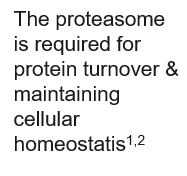 The proteasome
is required for
protein turnover &
maintaining
cellular
homeostatis1,2